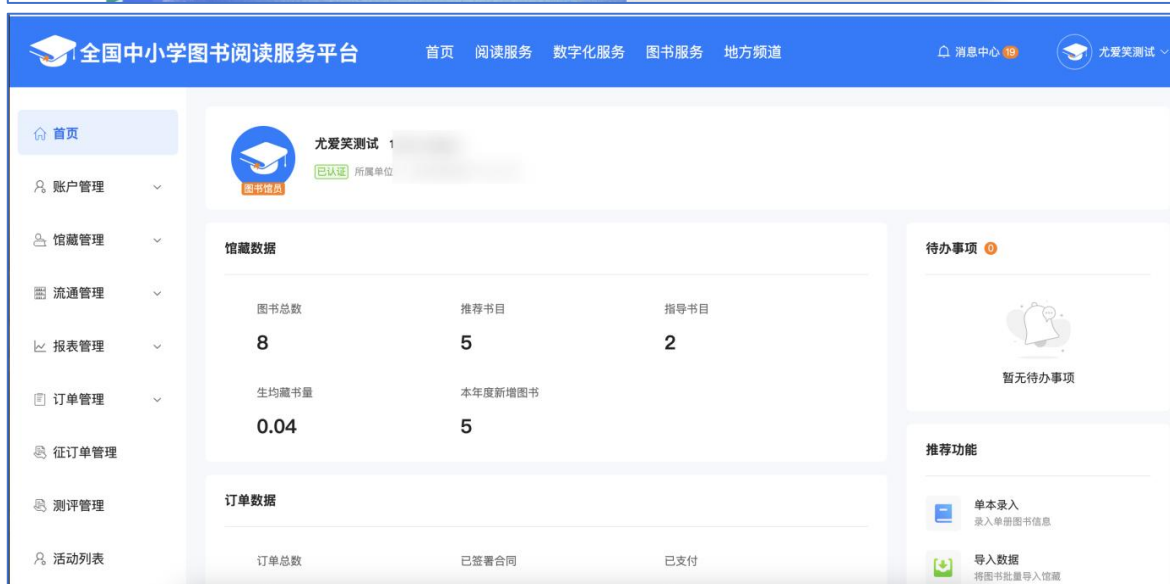 全国中小学图书阅读服务平台 首页 阅读服务 数字化服务 图书服务 地方频道 消息中心 19 尤爱笑测试
首页
账户管理
馆藏管理
流通管理
报表管理
订单管理
征订单管理
测评管理
活动列表
尤爱笑测试 1
已认证 所属单位
图书馆员
馆藏数据
图书总数 推荐书目 指导书目
8 5 2
生均藏书量 本年度新增图书
0.04 5
订单数据
订单总数 已签署合同 已支付
待办事项 0
暂无待办事项
推荐功能
单本录入
录入单册图书信息
导入数据
将图书批量导入馆藏